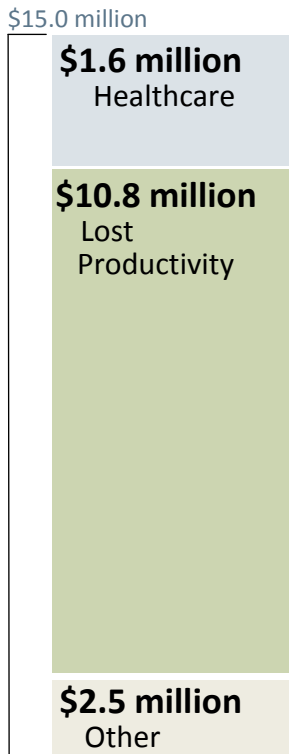 $15.0 million
$1.6 million
Healthcare
$10.8 million
Lost
Productivity
$2.5 million
Other